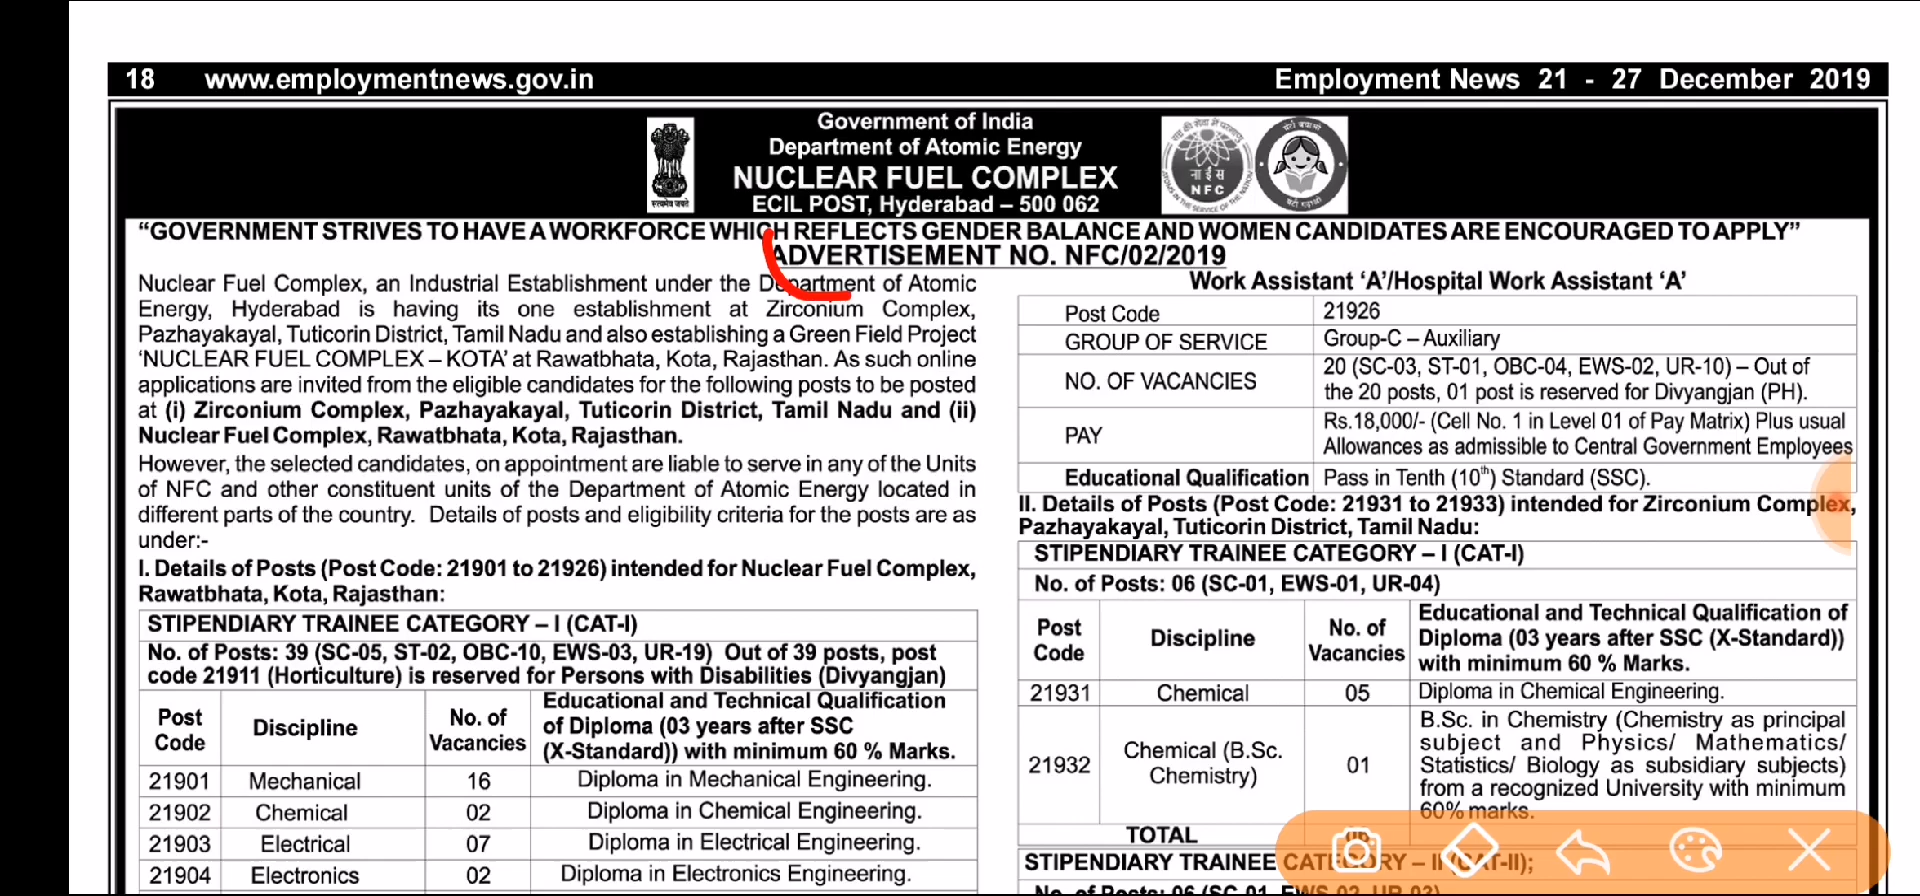 18 www.employmentnews.gov.in Employment News 21 - 27 December 2019
Government of India
Department of Atomic Energy
NUCLEAR FUEL COMPLEX
ECIL POST, Hyderabad – 500 062
सत्यमेव जयते
NFC
“GOVERNMENT STRIVES TO HAVE A WORKFORCE WHICH REFLECTS GENDER BALANCE AND WOMEN CANDIDATES ARE ENCOURAGED TO APPLY”
ADVERTISEMENT NO. NFC/02/2019
Nuclear Fuel Complex, an Industrial Establishment under the Department of Atomic
Energy, Hyderabad is having its one establishment at Zirconium Complex,
Pazhayakayal, Tuticorin District, Tamil Nadu and also establishing a Green Field Project
‘NUCLEAR FUEL COMPLEX – KOTA’ at Rawatbhata, Kota, Rajasthan. As such online
applications are invited from the eligible candidates for the following posts to be posted
at (i) Zirconium Complex, Pazhayakayal, Tuticorin District, Tamil Nadu and (ii)
Nuclear Fuel Complex, Rawatbhata, Kota, Rajasthan.
However, the selected candidates, on appointment are liable to serve in any of the Units
of NFC and other constituent units of the Department of Atomic Energy located in
different parts of the country. Details of posts and eligibility criteria for the posts are as
under:-
I. Details of Posts (Post Code: 21901 to 21926) intended for Nuclear Fuel Complex,
Rawatbhata, Kota, Rajasthan:
STIPENDIARY TRAINEE CATEGORY – I (CAT-I)
No. of Posts: 39 (SC-05, ST-02, OBC-10, EWS-03, UR-19) Out of 39 posts, post
code 21911 (Horticulture) is reserved for Persons with Disabilities (Divyangjan)
Post Code Discipline No. of Vacancies Educational and Technical Qualification
of Diploma (03 years after SSC
(X-Standard)) with minimum 60 % Marks.
21901 Mechanical 16 Diploma in Mechanical Engineering.
21902 Chemical 02 Diploma in Chemical Engineering.
21903 Electrical 07 Diploma in Electrical Engineering.
21904 Electronics 02 Diploma in Electronics Engineering.
Work Assistant ‘A’/Hospital Work Assistant ‘A’
Post Code 21926
GROUP OF SERVICE Group-C – Auxiliary
NO. OF VACANCIES 20 (SC-03, ST-01, OBC-04, EWS-02, UR-10) – Out of
the 20 posts, 01 post is reserved for Divyangjan (PH).
PAY Rs.18,000/- (Cell No. 1 in Level 01 of Pay Matrix) Plus usual
Allowances as admissible to Central Government Employees
Educational Qualification Pass in Tenth (10th) Standard (SSC).
II. Details of Posts (Post Code: 21931 to 21933) intended for Zirconium Complex,
Pazhayakayal, Tuticorin District, Tamil Nadu:
STIPENDIARY TRAINEE CATEGORY – I (CAT-I)
No. of Posts: 06 (SC-01, EWS-01, UR-04)
Post Code Discipline No. of Vacancies Educational and Technical Qualification of
Diploma (03 years after SSC (X-Standard))
with minimum 60 % Marks.
21931 Chemical 05 Diploma in Chemical Engineering.
21932 Chemical (B.Sc. Chemistry) 01 B.Sc. in Chemistry (Chemistry as principal
subject and Physics/ Mathematics/
Statistics/ Biology as subsidiary subjects)
from a recognized University with minimum
60% marks.
TOTAL 06
STIPENDIARY TRAINEE CATEGORY – II (CAT-II);
No. of Posts: 06 (SC-01, EWS-02, UR-03)